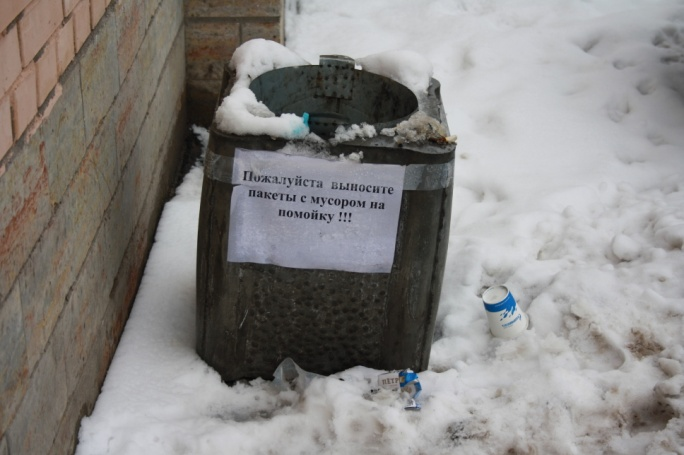 Пожалуйста выносите
пакеты с мусором на
помойку !!!